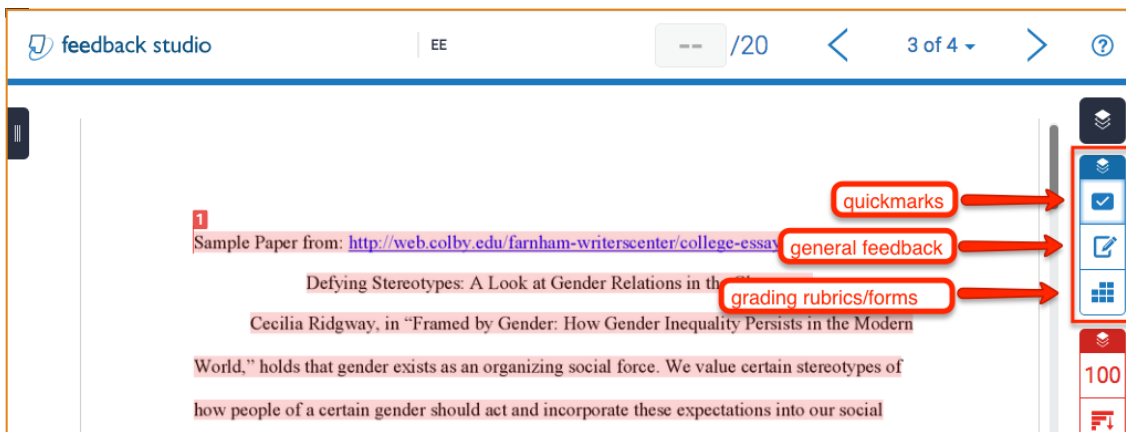 feedback studio
EE
-- /20
3 of 4
?
quickmarks
1
Sample Paper from: http://web.colby.edu/farnham-writerscenter/college-essay
general feedback
Defying Stereotypes: A Look at Gender Relations in the
grading rubrics/forms
Cecilia Ridgway, in “Framed by Gender: How Gender Inequality Persists in the Modern
World,” holds that gender exists as an organizing social force. We value certain stereotypes of
100
how people of a certain gender should act and incorporate these expectations into our social